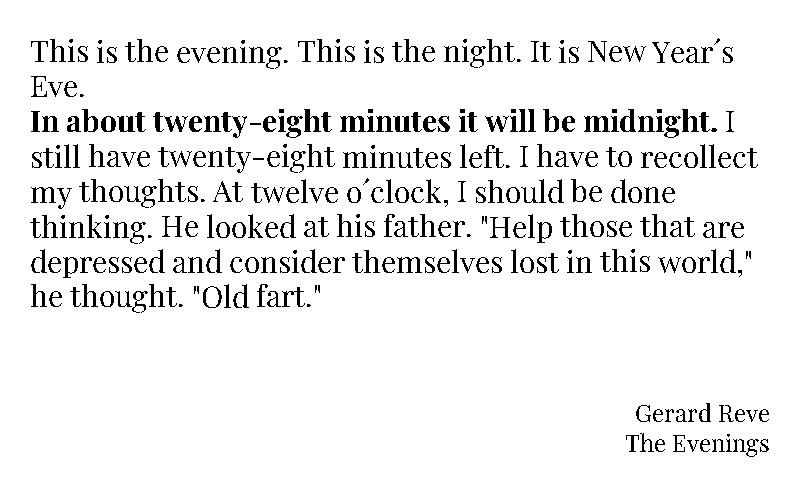 This is the evening. This is the night. It is New Year´s
Eve.
In about twenty-eight minutes it will be midnight. I
still have twenty-eight minutes left. I have to recollect
my thoughts. At twelve o´clock, I should be done
thinking. He looked at his father. "Help those that are
depressed and consider themselves lost in this world,"
he thought. "Old fart."
Gerard Reve
The Evenings